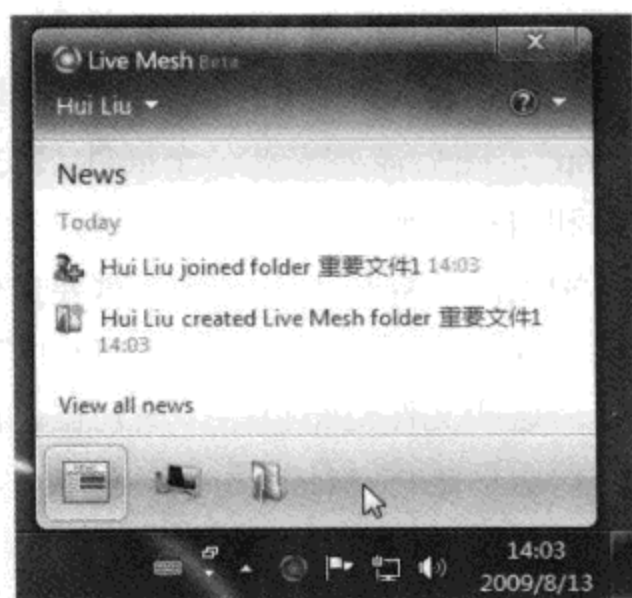 Live Mesh Beta
Hui Liu
?
News
Today
Hui Liu joined folder 重要文件1 14:03
Hui Liu created Live Mesh folder 重要文件1
14:03
View all news
14:03
2009/8/13